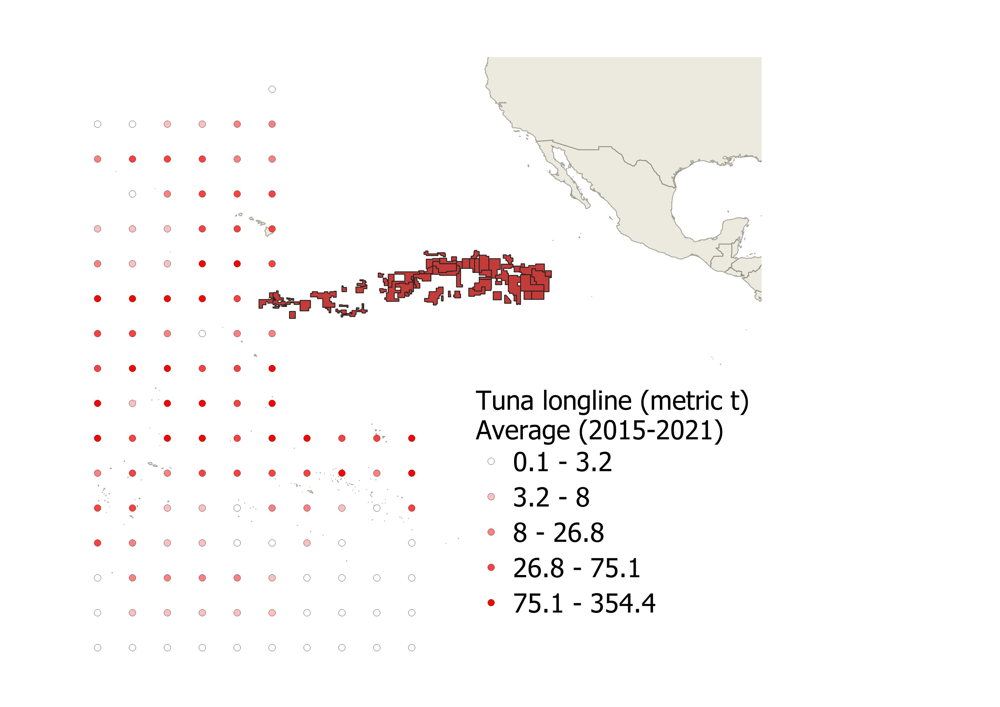 Tuna longline (metric t)
Average (2015-2021)
0.1 - 3.2
3.2 - 8
8 - 26.8
26.8 - 75.1
75.1 - 354.4